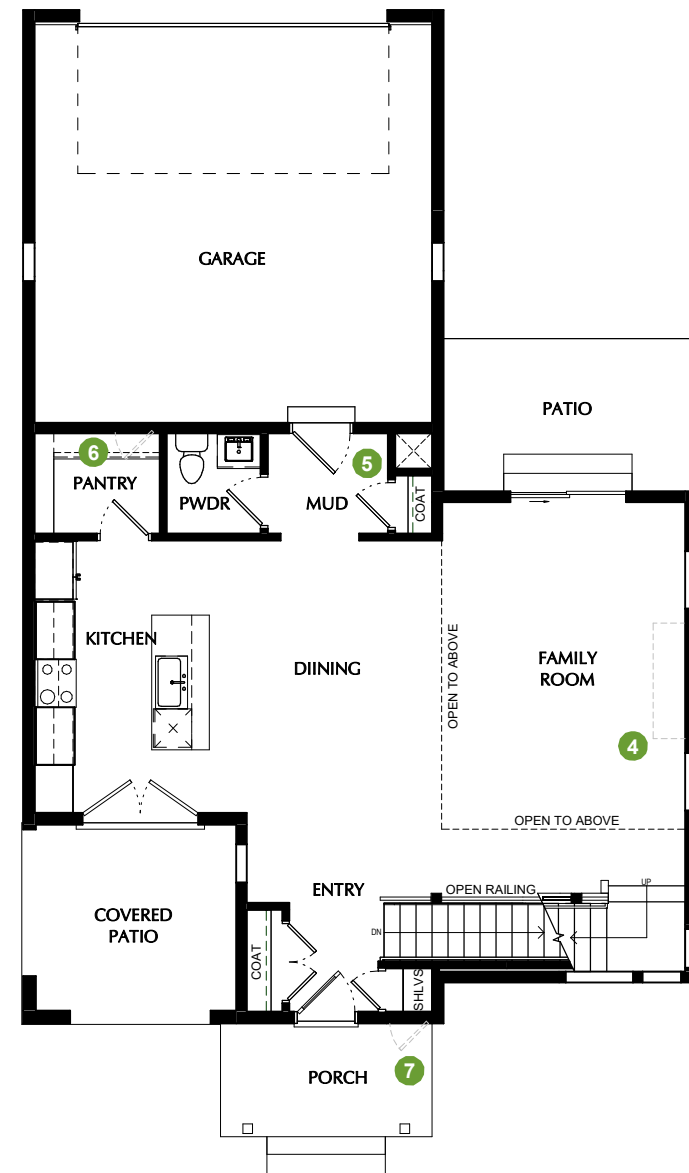 GARAGE
PATIO
6
PANTRY
PWDR
5
MUD
COAT
KITCHEN
DIINING
OPEN TO ABOVE
FAMILY
ROOM
4
OPEN TO ABOVE
COVERED
PATIO
ENTRY
OPEN RAILING
UP
DN
COAT
SHLVS
PORCH
7